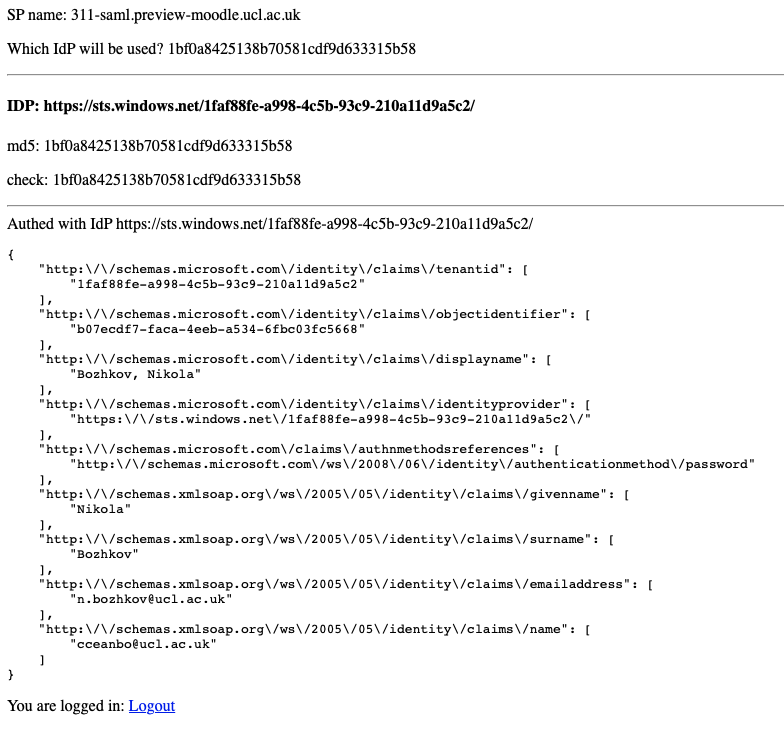 SP name: 311-saml.preview-moodle.ucl.ac.uk
Which IdP will be used? 1bf0a8425138b70581cdf9d633315b58
IDP: https://sts.windows.net/1faf88fe-a998-4c5b-93c9-210a11d9a5c2/
md5: 1bf0a8425138b70581cdf9d633315b58
check: 1bf0a8425138b70581cdf9d633315b58
Authed with IdP https://sts.windows.net/1faf88fe-a998-4c5b-93c9-210a11d9a5c2/
{
    "http:\/\/schemas.microsoft.com\/identity\/claims\/tenantid": [
        "1faf88fe-a998-4c5b-93c9-210a11d9a5c2"
    ],
    "http:\/\/schemas.microsoft.com\/identity\/claims\/objectidentifier": [
        "b07ecdf7-faca-4eeb-a534-6fbc03fc5668"
    ],
    "http:\/\/schemas.microsoft.com\/identity\/claims\/displayname": [
        "Bozhkov, Nikola"
    ],
    "http:\/\/schemas.microsoft.com\/identity\/claims\/identityprovider": [
        "https:\/\/sts.windows.net\/1faf88fe-a998-4c5b-93c9-210a11d9a5c2\/"
    ],
    "http:\/\/schemas.microsoft.com\/claims\/authnmethodsreferences": [
        "http:\/\/schemas.microsoft.com\/ws\/2008\/06\/identity\/authenticationmethod\/password"
    ],
    "http:\/\/schemas.xmlsoap.org\/ws\/2005\/05\/identity\/claims\/givenname": [
        "Nikola"
    ],
    "http:\/\/schemas.xmlsoap.org\/ws\/2005\/05\/identity\/claims\/surname": [
        "Bozhkov"
    ],
    "http:\/\/schemas.xmlsoap.org\/ws\/2005\/05\/identity\/claims\/emailaddress": [
        "n.bozhkov@ucl.ac.uk"
    ],
    "http:\/\/schemas.xmlsoap.org\/ws\/2005\/05\/identity\/claims\/name": [
        "cceanbo@ucl.ac.uk"
    ]
}
You are logged in: Logout